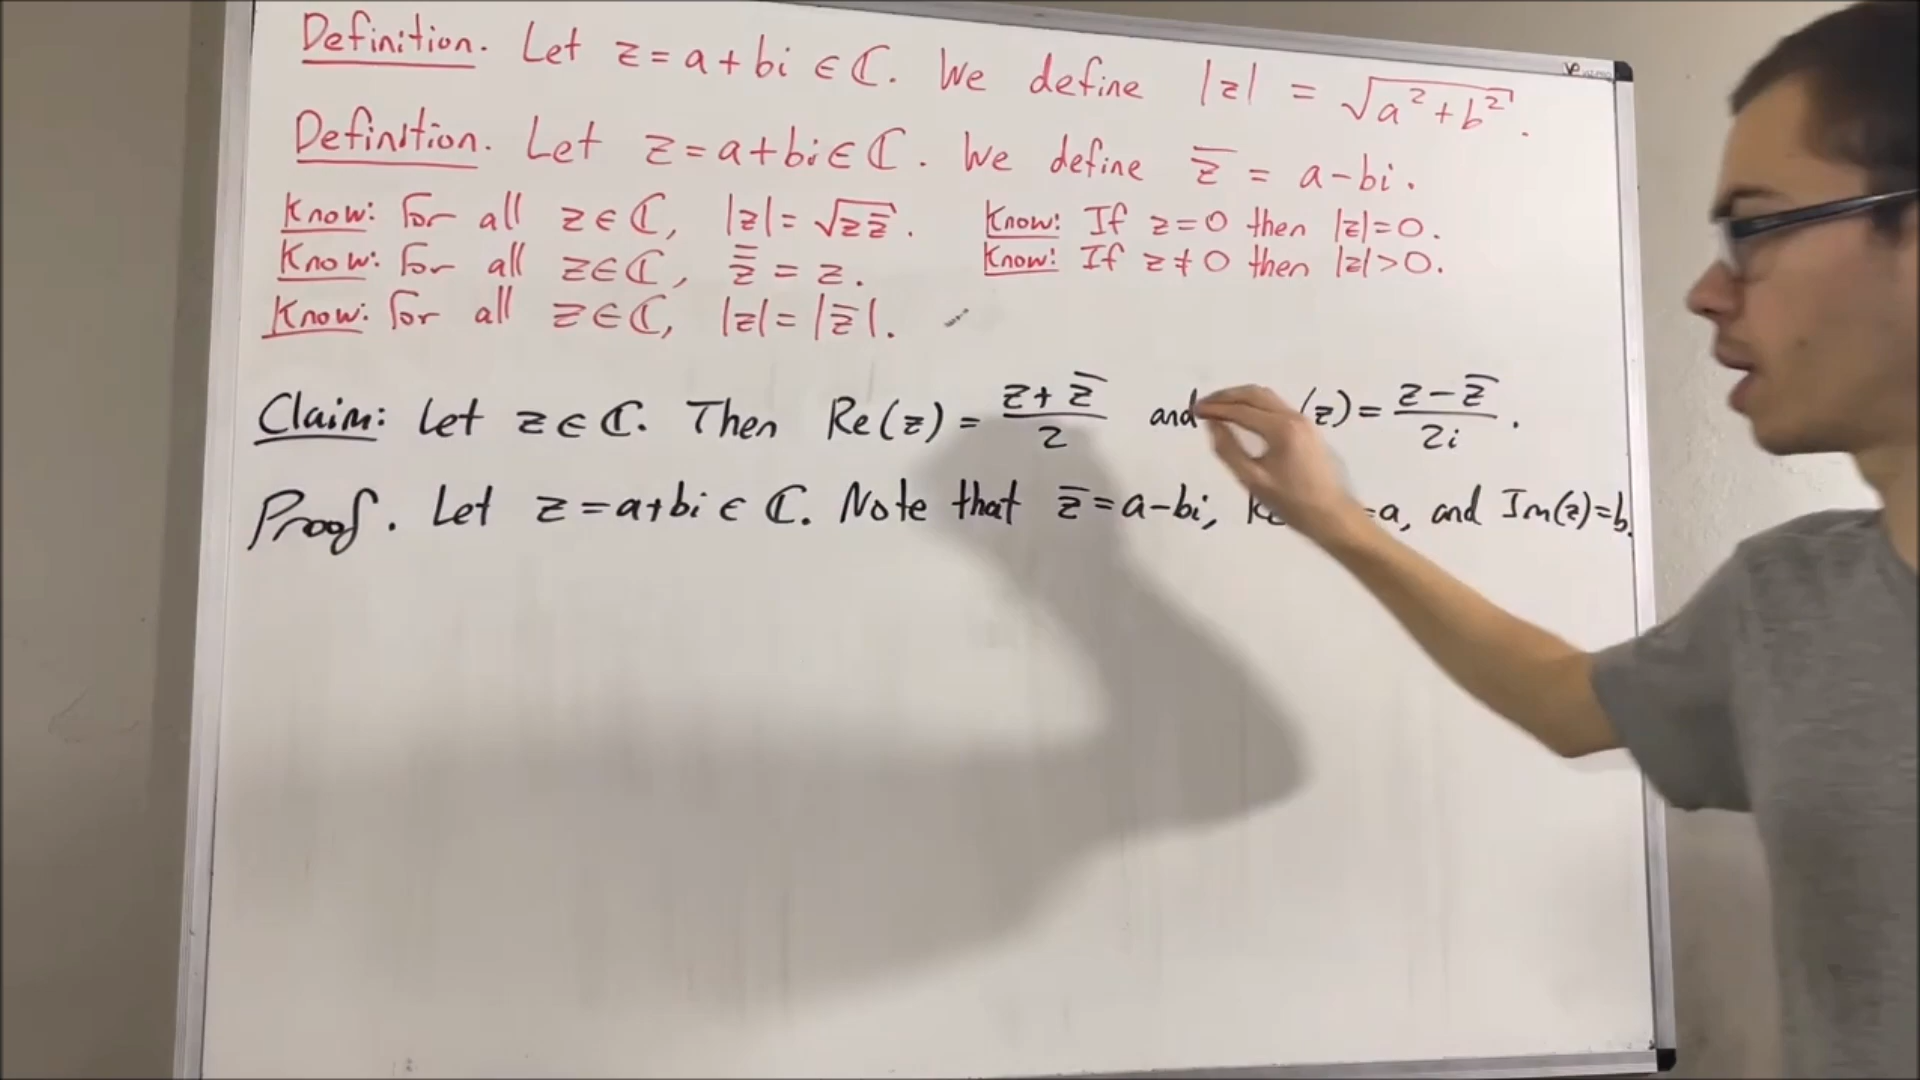 Definition. Let z = a + bi ∈ ℂ. We define |z| = √(a² + b²).
Definition. Let z = a + bi ∈ ℂ. We define z̅ = a - bi.
Know: For all z ∈ ℂ, |z| = √(z z̅). Know: If z = 0 then |z| = 0.
Know: For all z ∈ ℂ, z̿ = z. Know: If z ≠ 0 then |z| > 0.
Know: For all z ∈ ℂ, |z| = |z̅|.
Claim: Let z ∈ ℂ. Then Re(z) = (z + z̅)/2 and (z) = (z - z̅)/2i.
Proof. Let z = a + bi ∈ ℂ. Note that z̅ = a - bi, = a, and Im(z) = b.